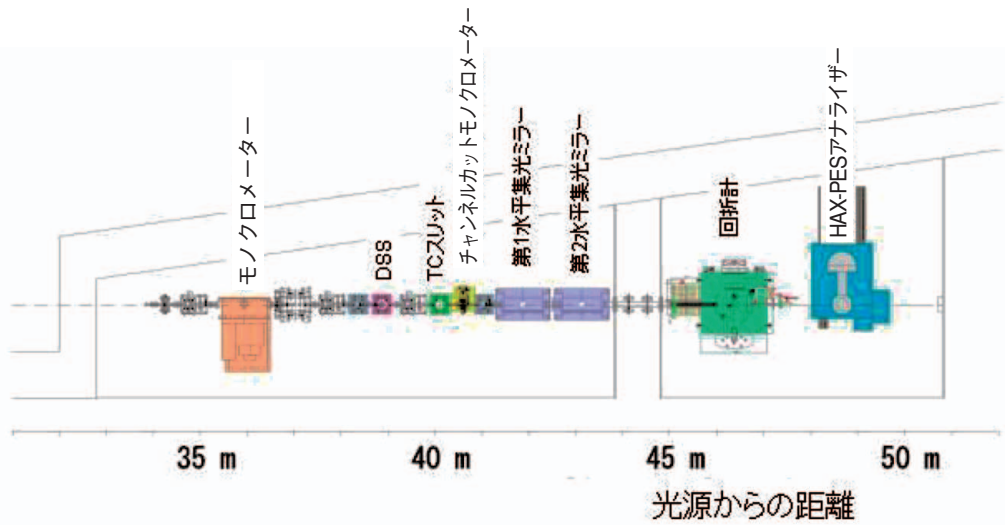 モノクロメーター
DSS
TCスリット
チャンネルカットモノクロメーター
第1水平集光ミラー
第2水平集光ミラー
回折計
HAX-PESアナライザー
35 m
40 m
45 m
50 m
光源からの距離